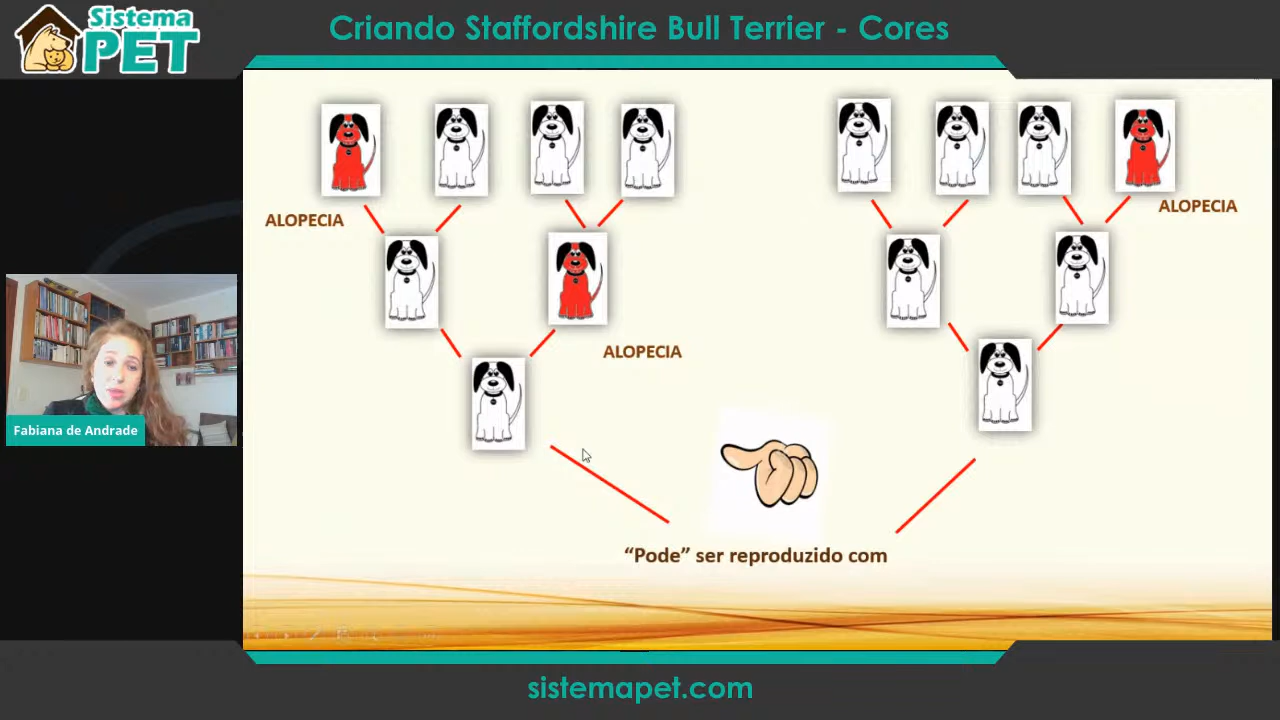 Sistema
PET
Criando Staffordshire Bull Terrier - Cores
ALOPECIA
ALOPECIA
ALOPECIA
Fabiana de Andrade
“Pode” ser reproduzido com
sistemapet.com